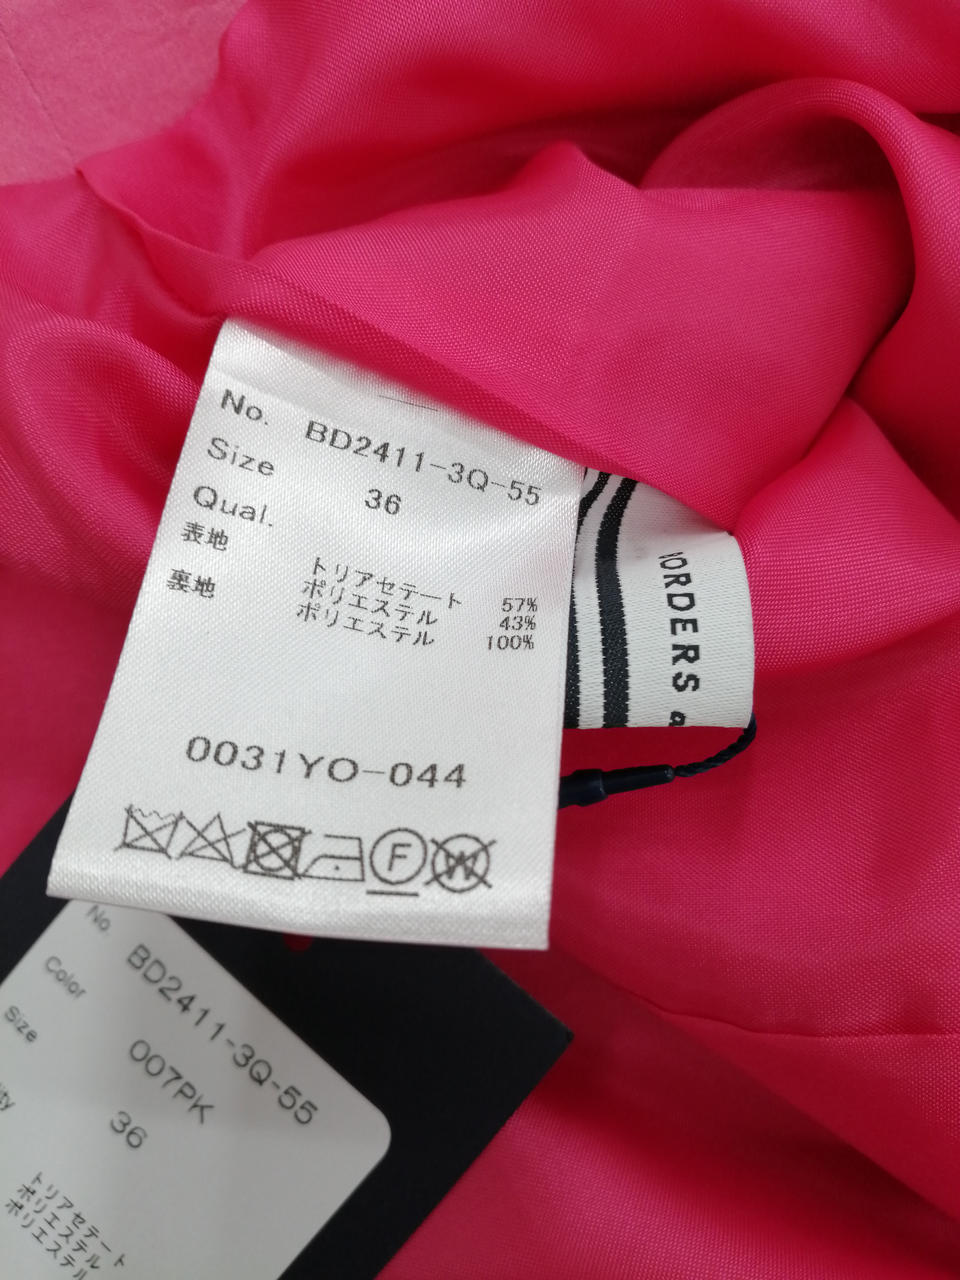 No. BD2411-3Q-55
Size 36
Qual.
表地 トリアセテート 57%
ポリエステル 43%
裏地 ポリエステル 100%
0031YO-044
F
W
ORDERS
No. BD2411-3Q-55
Color 007PK
Size 36
トリアセテート
ポリエステル
ポリエステル